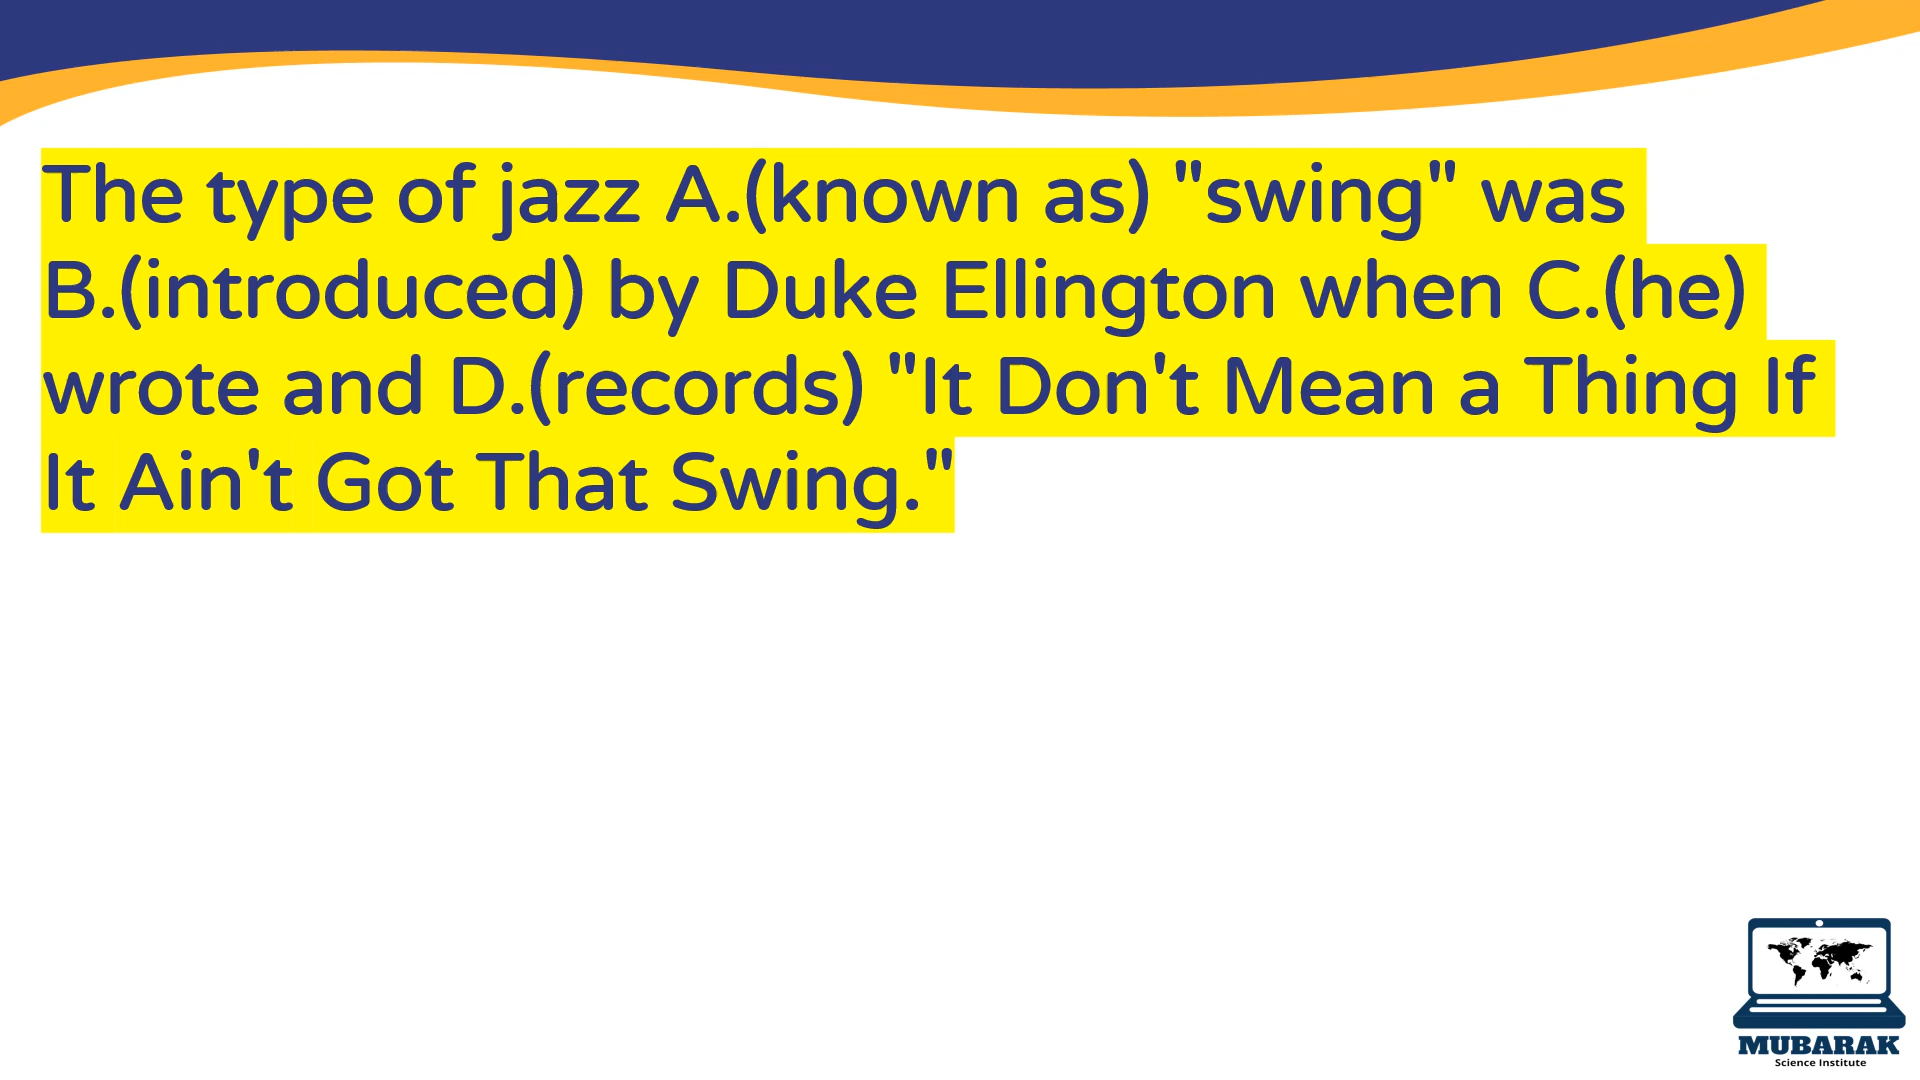 The type of jazz A.(known as) "swing" was
B.(introduced) by Duke Ellington when C.(he)
wrote and D.(records) "It Don't Mean a Thing If
It Ain't Got That Swing."
MUBARAK
Science Institute